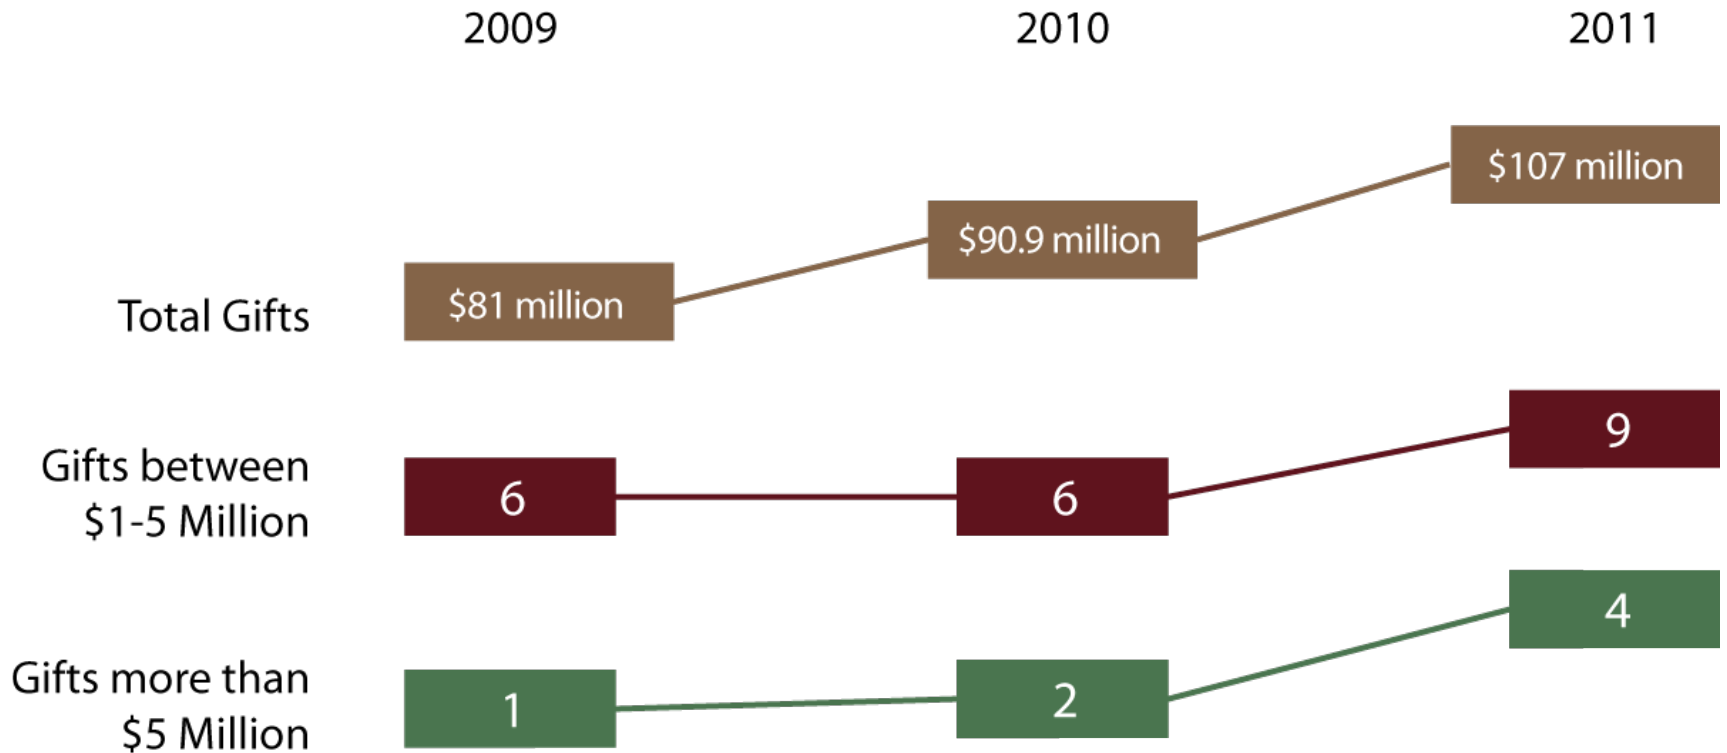 2009 2010 2011
Total Gifts $81 million $90.9 million $107 million
Gifts between
$1-5 Million
6 6 9
Gifts more than
$5 Million
1 2 4